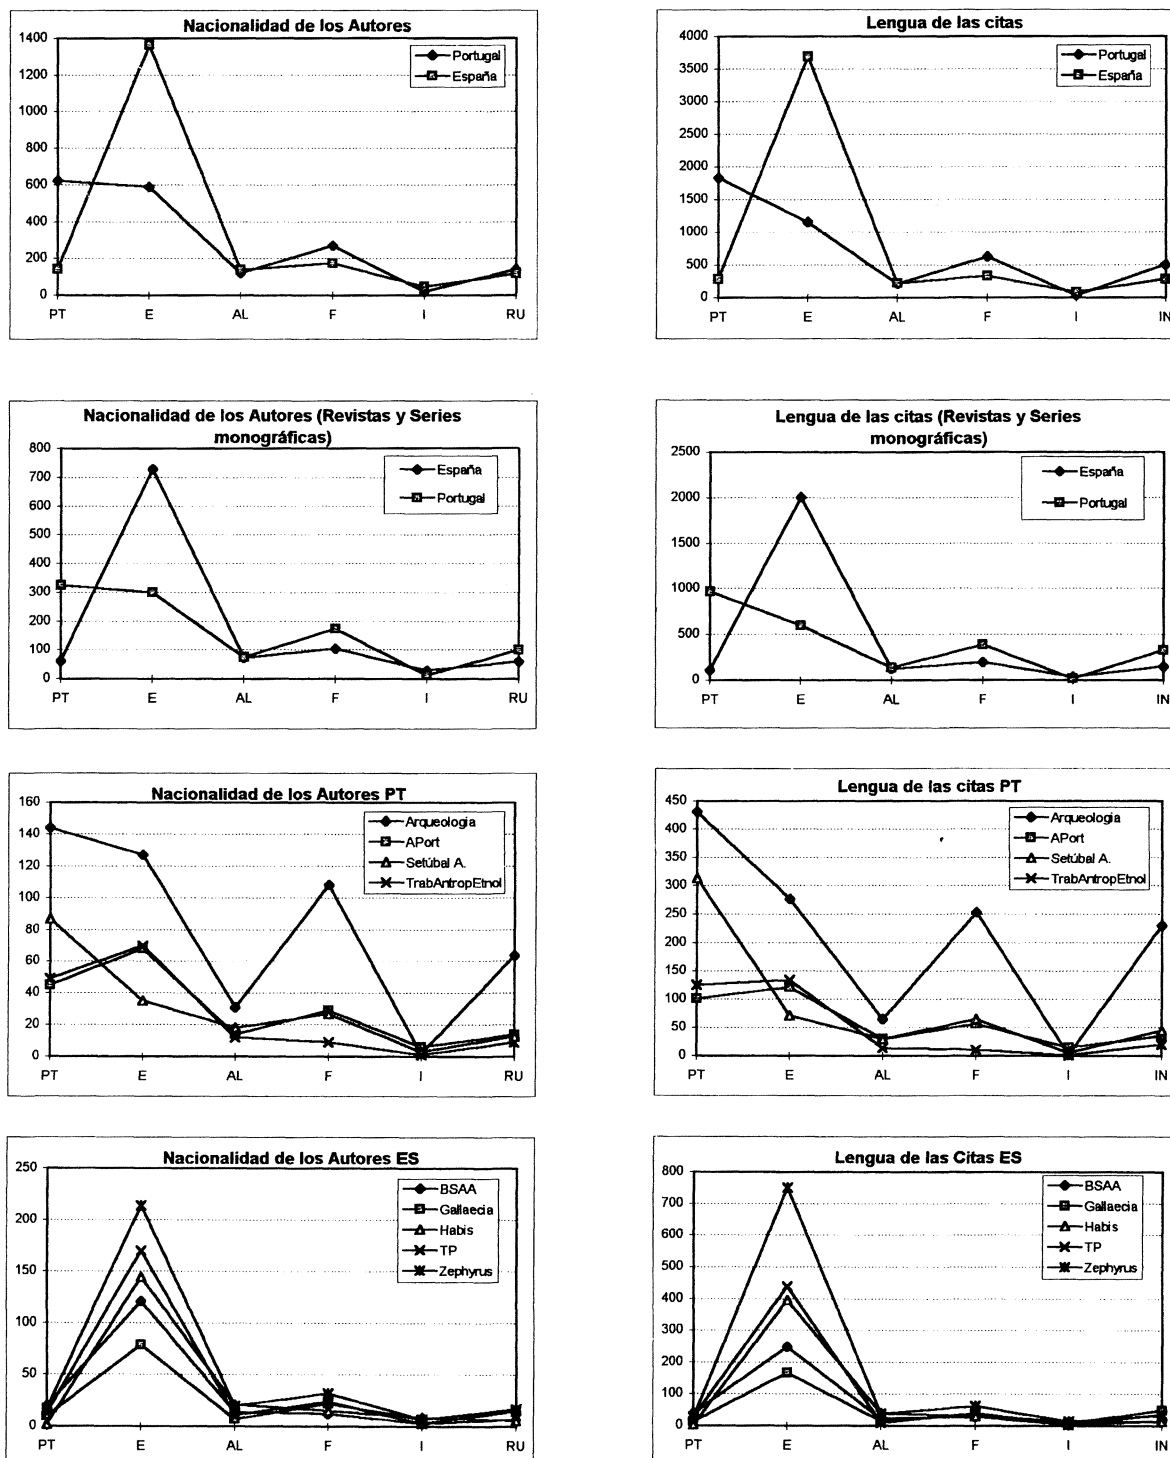 Nacionalidad de los Autores
1400
1200
1000
800
600
400
200
0
PT E AL F I RU
Portugal
España
Lengua de las citas
4000
3500
3000
2500
2000
1500
1000
500
0
PT E AL F I IN
Portugal
España
Nacionalidad de los Autores (Revistas y Series
monográficas)
800
700
600
500
400
300
200
100
0
PT E AL F I RU
España
Portugal
Lengua de las citas (Revistas y Series
monográficas)
2500
2000
1500
1000
500
0
PT E AL F I IN
España
Portugal
Nacionalidad de los Autores PT
160
140
120
100
80
60
40
20
0
PT E AL F I RU
Arqueologia
APort
Setúbal A.
TrabAntropEtnol
Lengua de las citas PT
450
400
350
300
250
200
150
100
50
0
PT E AL F I IN
Arqueologia
APort
Setúbal A.
TrabAntropEtnol
Nacionalidad de los Autores ES
250
200
150
100
50
0
PT E AL F I RU
BSAA
Gallaecia
Habis
TP
Zephyrus
Lengua de las Citas ES
800
700
600
500
400
300
200
100
0
PT E AL F I IN
BSAA
Gallaecia
Habis
TP
Zephyrus